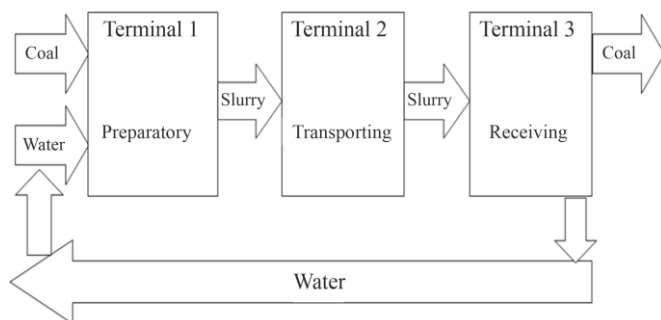 Terminal 1
Terminal 2
Terminal 3
Coal
Coal
Slurry
Slurry
Water
Preparatory
Transporting
Receiving
Water